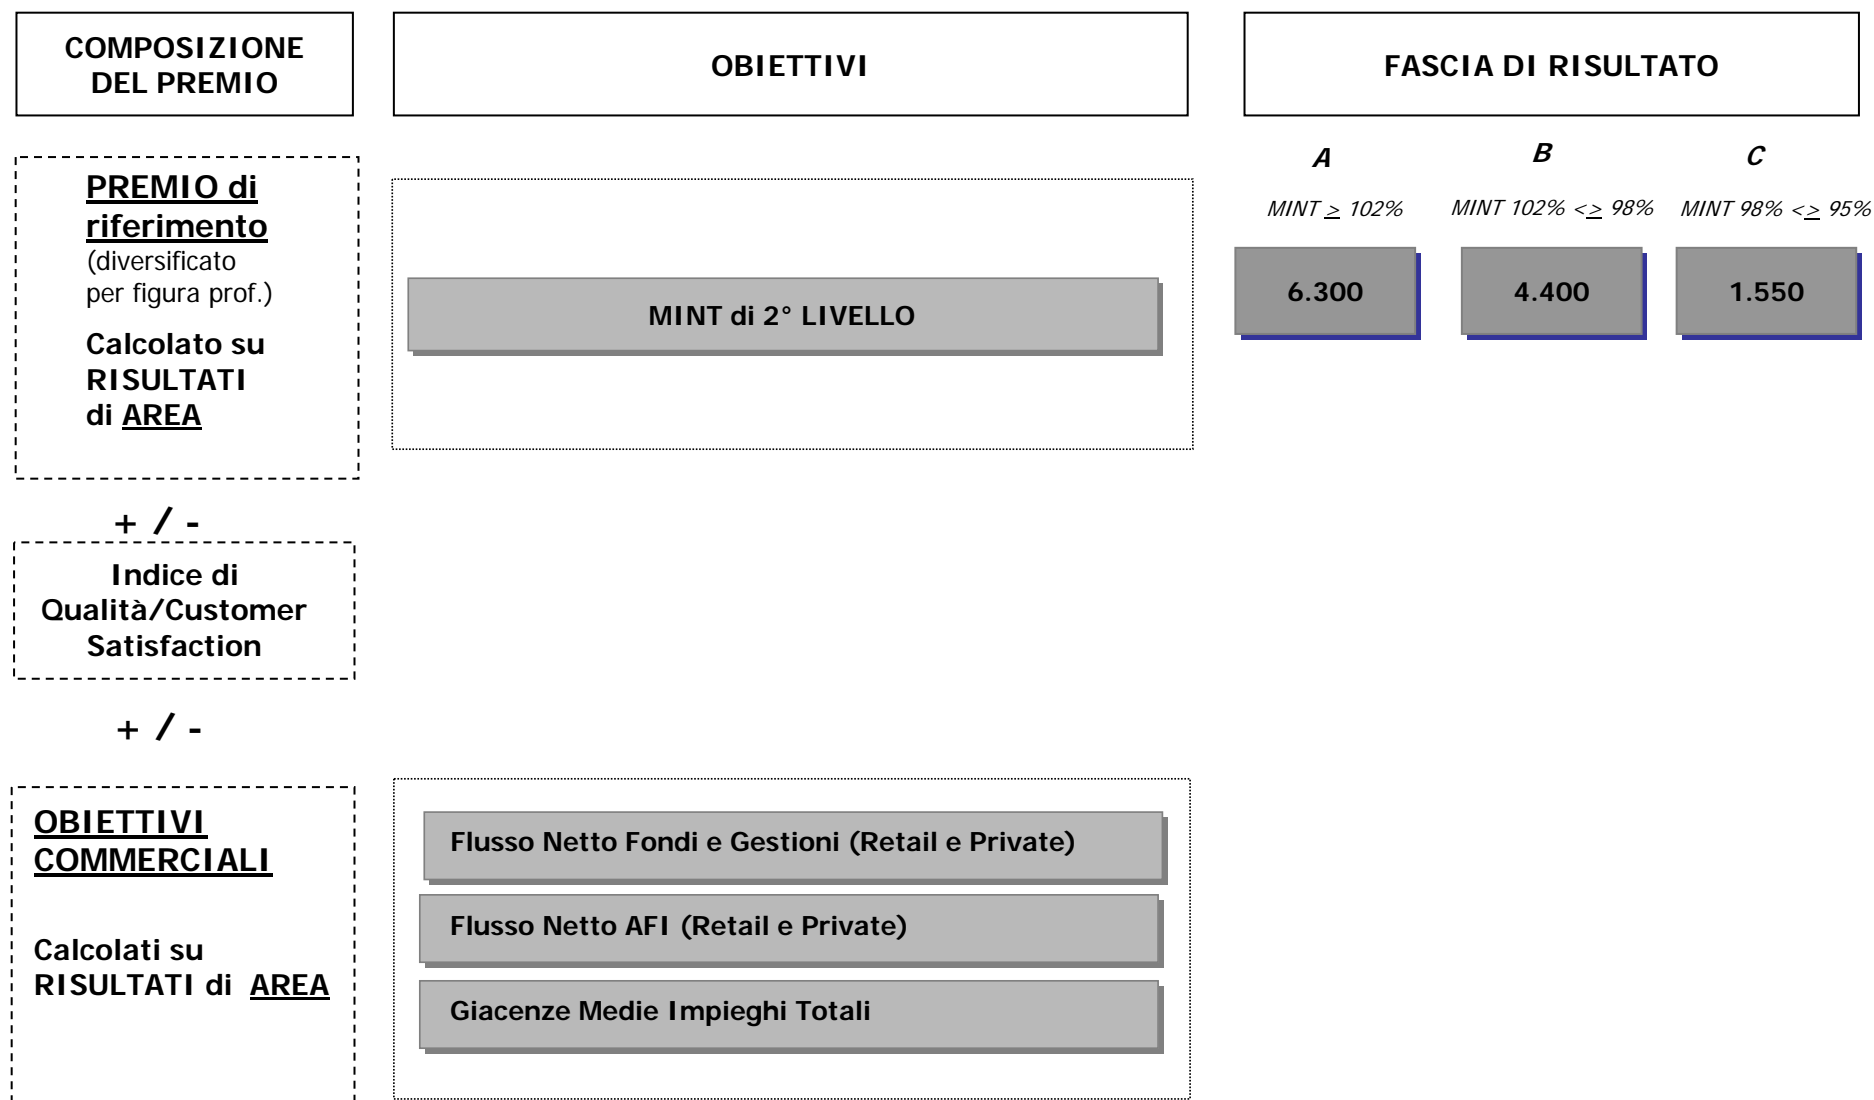 COMPOSIZIONE
DEL PREMIO
OBIETTIVI
FASCIA DI RISULTATO
A
B
C
MINT ≥ 102%
MINT 102% <≥ 98%
MINT 98% <≥ 95%
PREMIO di
riferimento
(diversificato
per figura prof.)
Calcolato su
RISULTATI
di AREA
MINT di 2° LIVELLO
6.300
4.400
1.550
+ / -
Indice di
Qualità/Customer
Satisfaction
+ / -
OBIETTIVI
COMMERCIALI
Calcolati su
RISULTATI di AREA
Flusso Netto Fondi e Gestioni (Retail e Private)
Flusso Netto AFI (Retail e Private)
Giacenze Medie Impieghi Totali